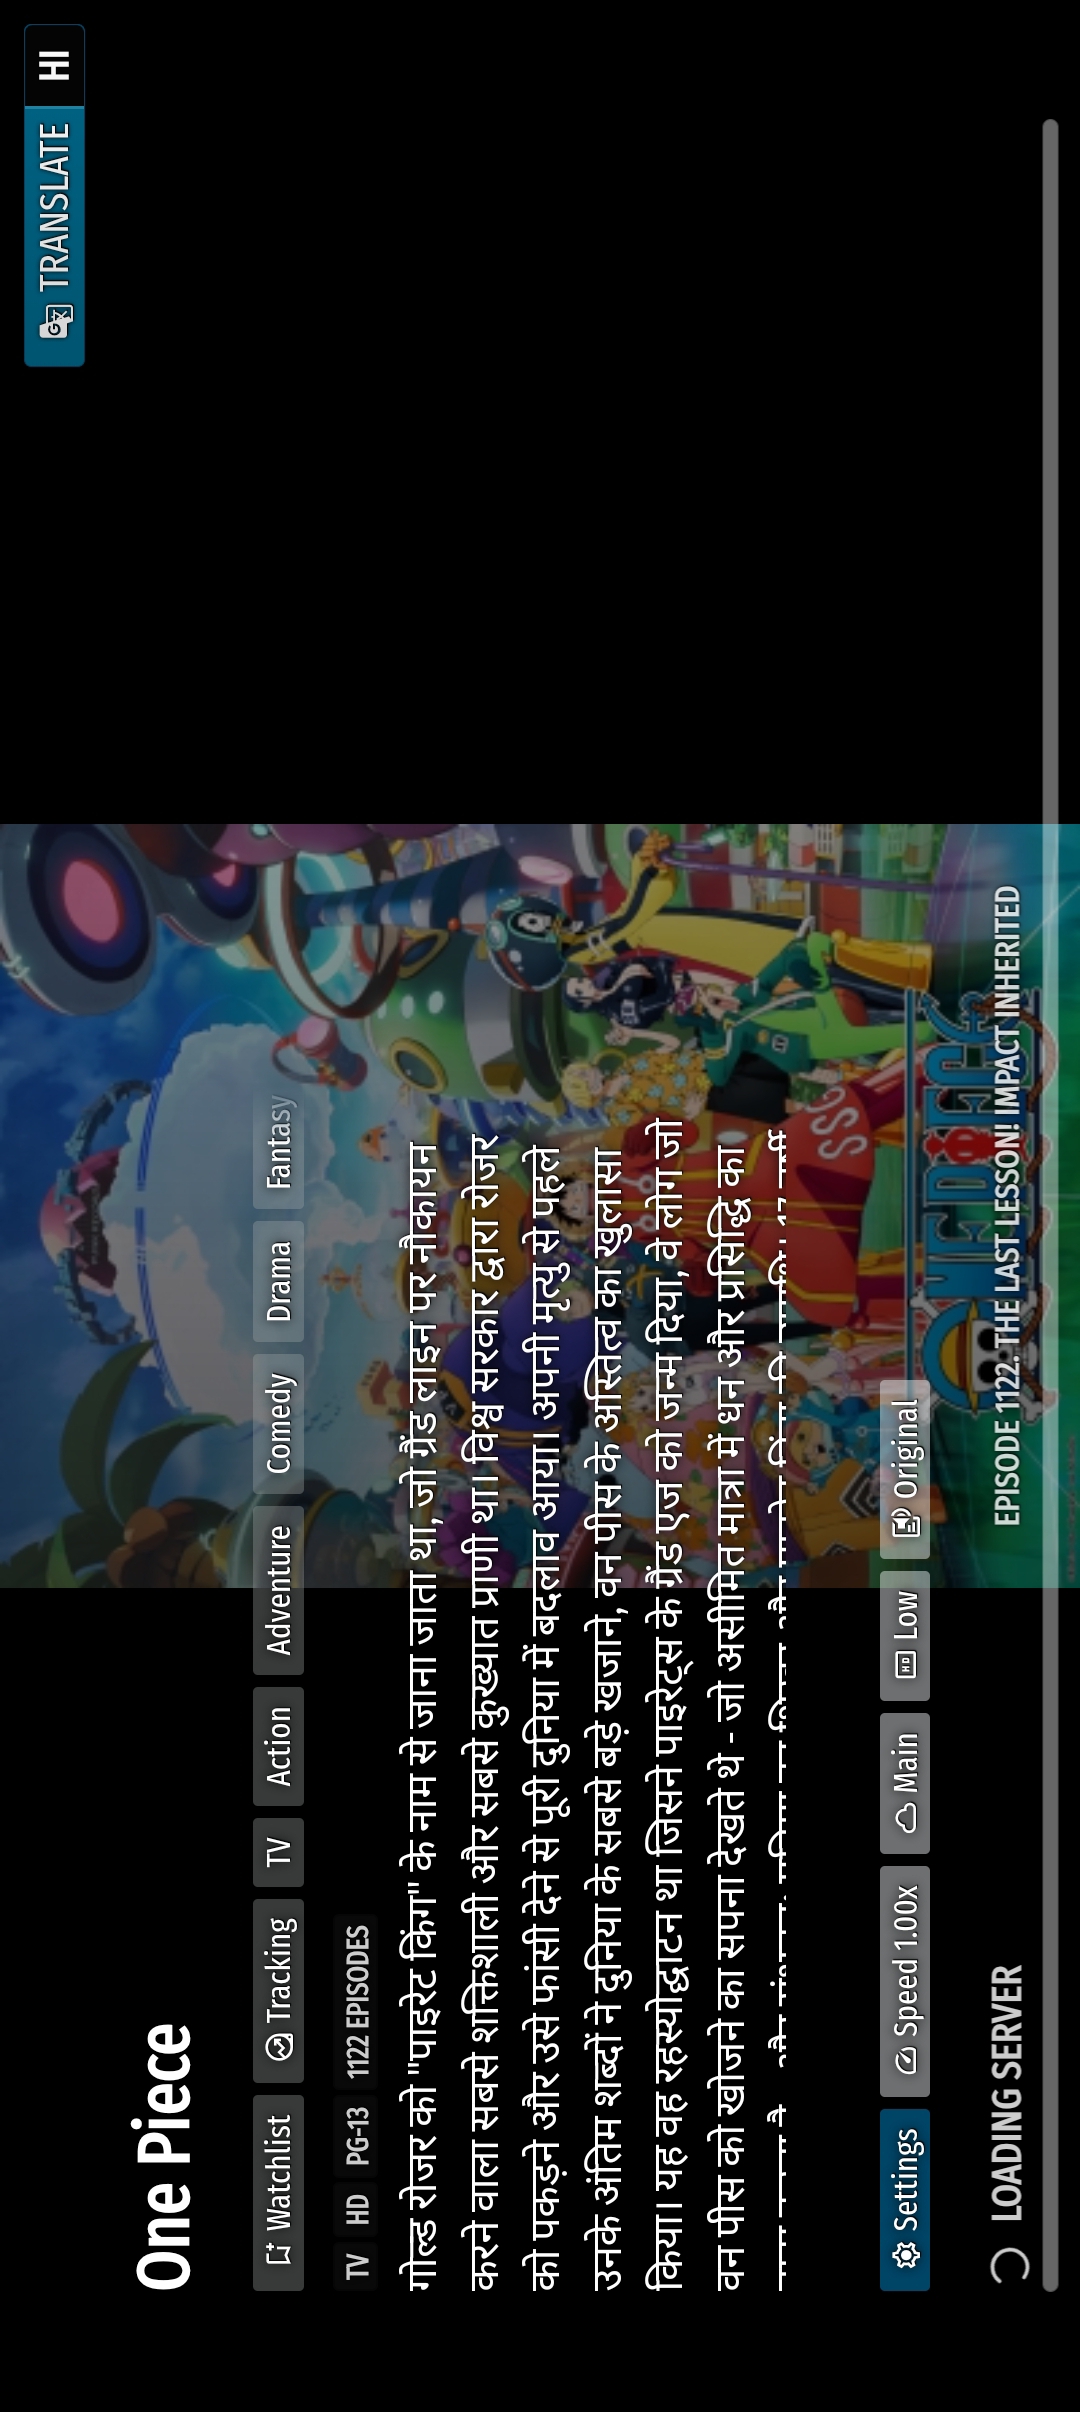 TRANSLATE HI
One Piece
Watchlist Tracking TV Action Adventure Comedy Drama Fantasy
TV HD PG-13 1122 EPISODES
गोल्ड रोजर को "पाइरेट किंग" के नाम से जाना जाता था, जो ग्रैंड लाइन पर नौकायन
करने वाला सबसे शक्तिशाली और सबसे कुख्यात प्राणी था। विश्व सरकार द्वारा रोजर
को पकड़ने और उसे फांसी देने से पूरी दुनिया में बदलाव आया। अपनी मृत्यु से पहले
उनके अंतिम शब्दों ने दुनिया के सबसे बड़े खजाने, वन पीस के अस्तित्व का खुलासा
किया। यह वह रहस्योद्घाटन था जिसने पाइरेट्स के ग्रैंड एज को जन्म दिया, वे लोग जो
वन पीस को खोजने का सपना देखते थे - जो असीमित मात्रा में धन और प्रसिद्धि का
Settings Speed 1.00x Main Low Original
LOADING SERVER
EPISODE 1122: THE LAST LESSON! IMPACT INHERITED
ONE PIECE